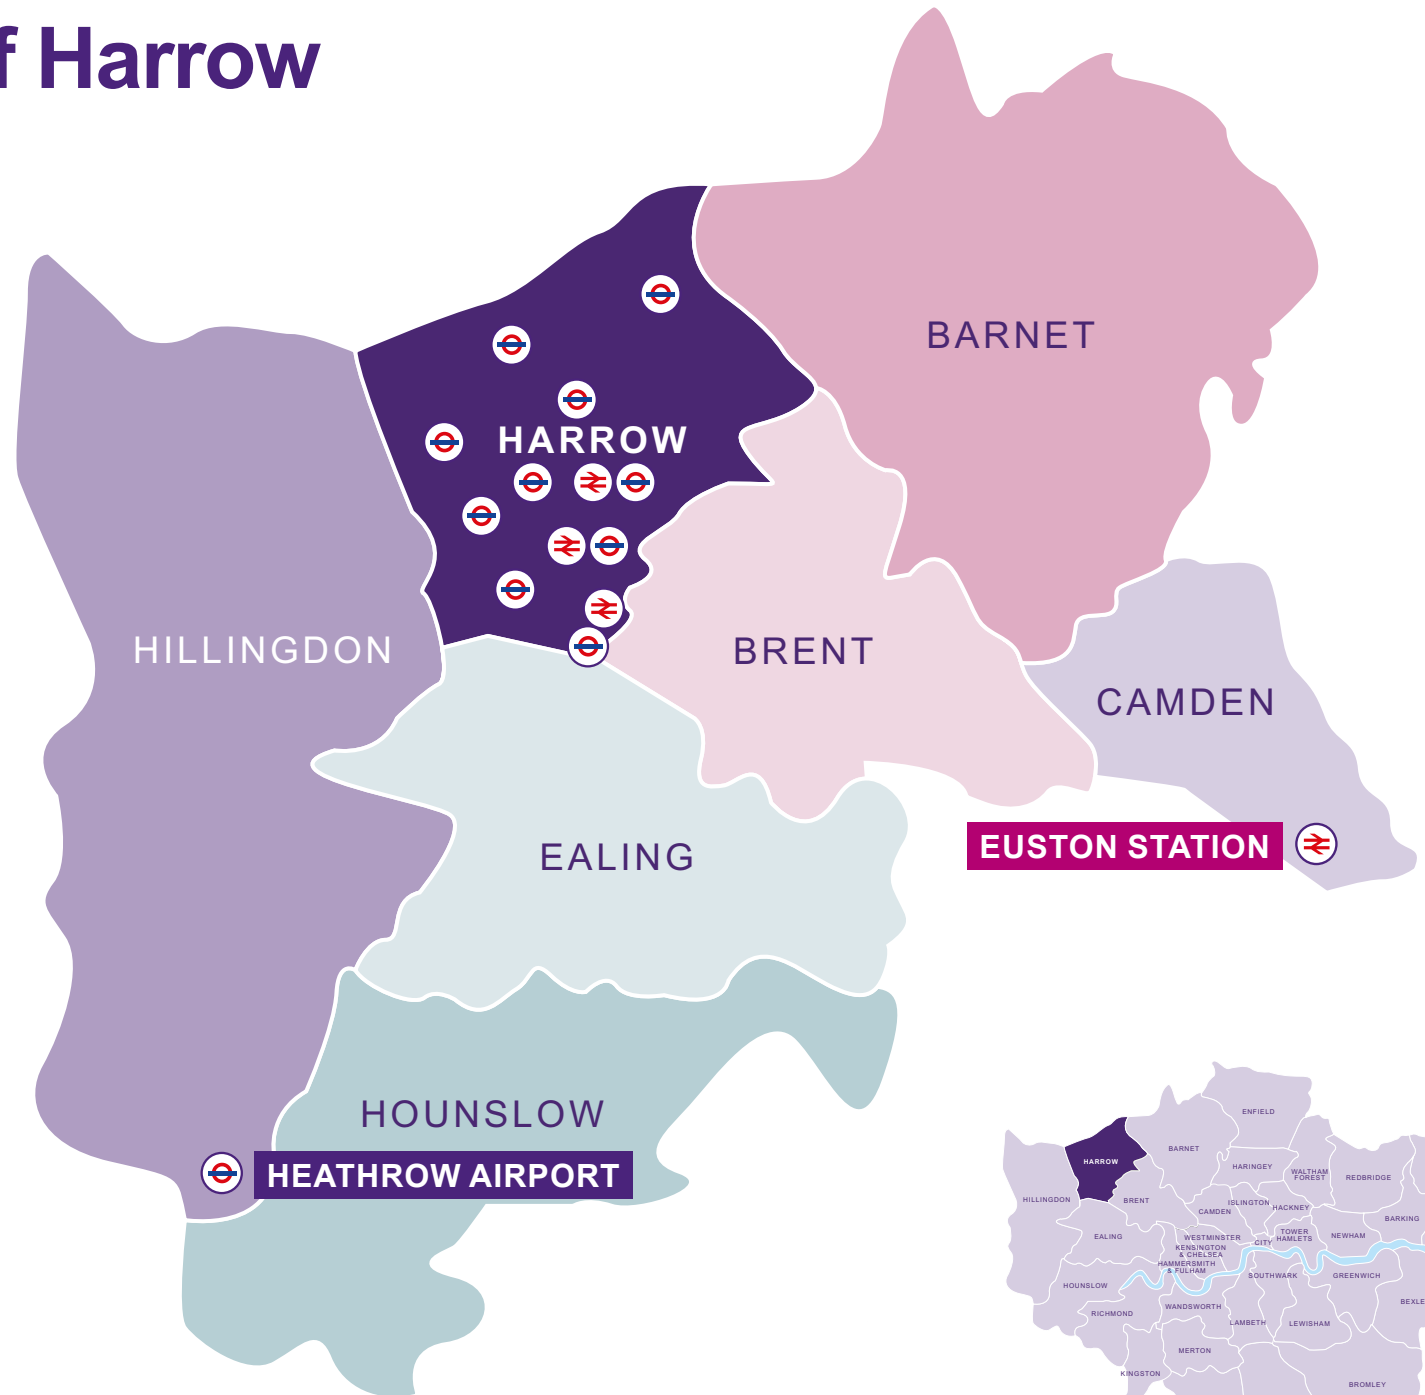 f Harrow
BARNET
HARROW
HILLINGDON
BRENT
CAMDEN
EUSTON STATION
EALING
HOUNSLOW
HEATHROW AIRPORT
ENFIELD
BARNET
HARROW
HARINGEY
WALTHAM
FOREST
REDBRIDGE
HILLINGDON
BRENT
ISLINGTON
CAMDEN
HACKNEY
BARKING
EALING
WESTMINSTER
TOWER
HAMLETS
NEWHAM
CITY
KENSINGTON
& CHELSEA
HAMMERSMITH
& FULHAM
SOUTHWARK
GREENWICH
HOUNSLOW
BEXLE
RICHMOND
WANDSWORTH
LAMBETH
LEWISHAM
MERTON
KINGSTON
BROMLEY